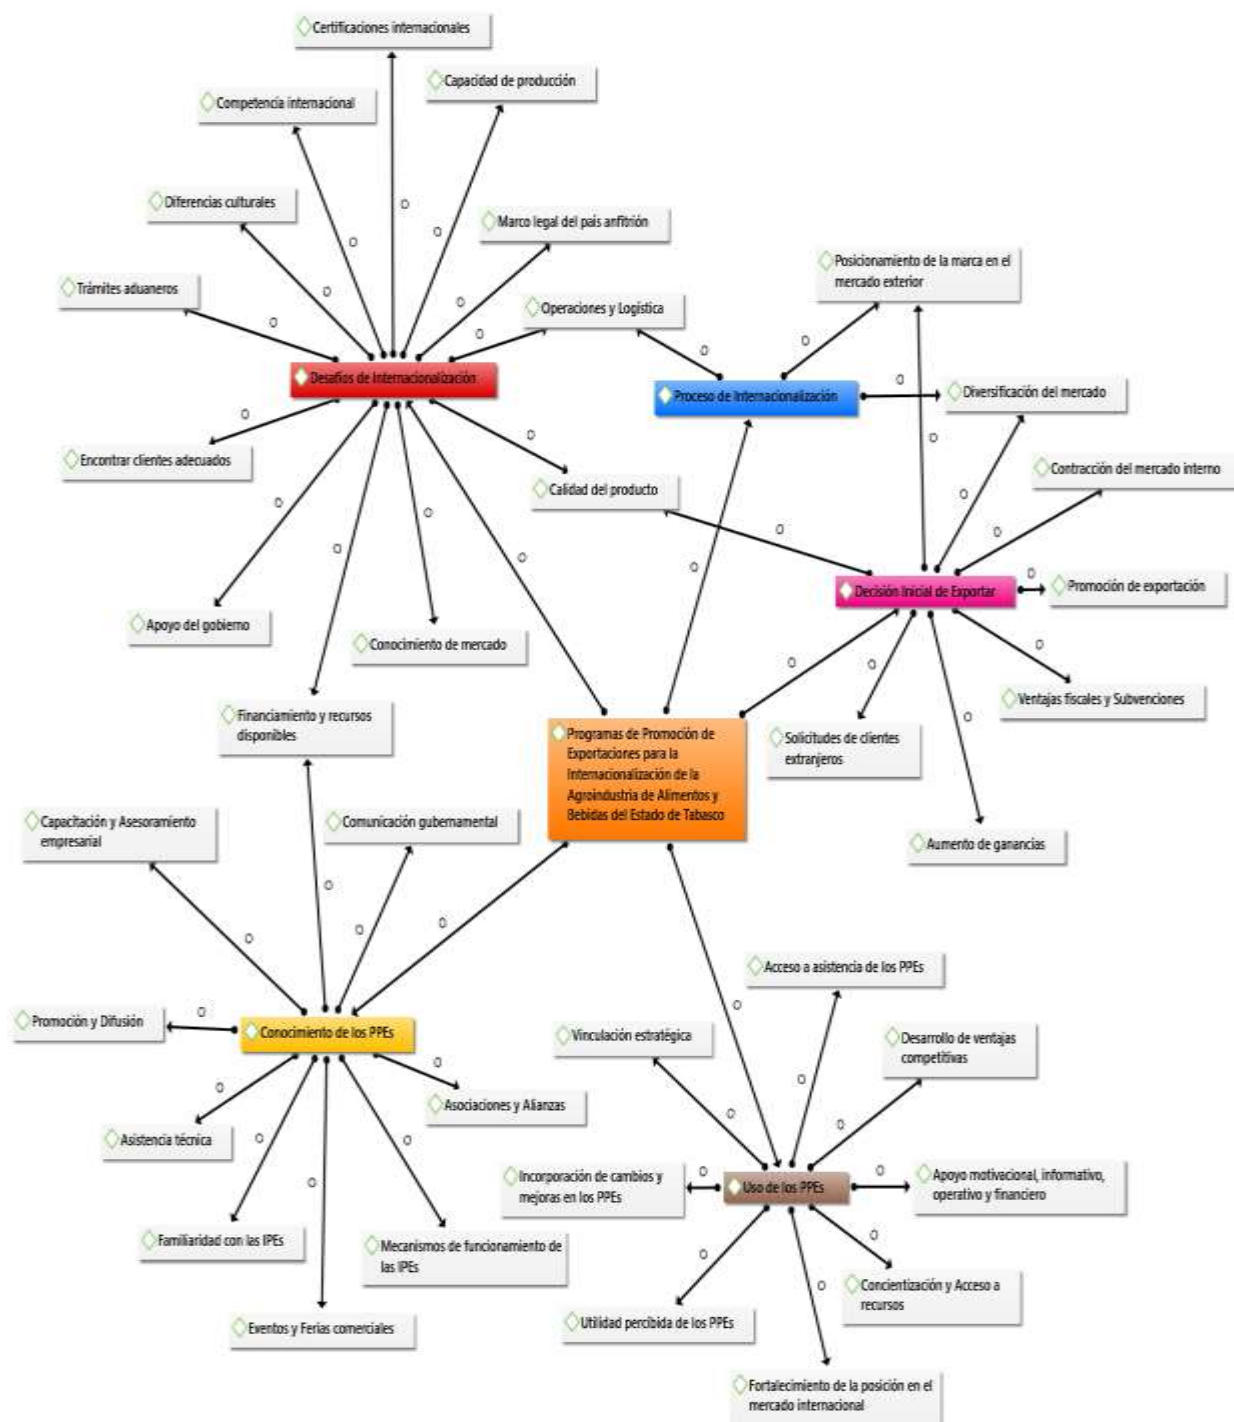 Certificaciones internacionales
Capacidad de producción
Competencia internacional
Diferencias culturales
Marco legal del país anfitrión
Posicionamiento de la marca en el
mercado exterior
Trámites aduaneros
Operaciones y Logística
Desafíos de Internacionalización
Proceso de Internacionalización
Diversificación del mercado
Encontrar clientes adecuados
Calidad del producto
Contracción del mercado interno
Decisión Inicial de Exportar
Promoción de exportación
Apoyo del gobierno
Conocimiento de mercado
Ventajas fiscales y Subvenciones
Financiamiento y recursos
disponibles
Programas de Promoción de
Exportaciones para la
Internacionalización de la
Agroindustria de Alimentos y
Bebidas del Estado de Tabasco
Solicitudes de clientes
extranjeros
Capacitación y Asesoramiento
empresarial
Comunicación gubernamental
Aumento de ganancias
Acceso a asistencia de los PPEs
Promoción y Difusión
Conocimiento de los PPEs
Vinculación estratégica
Desarrollo de ventajas
competitivas
Asociaciones y Alianzas
Asistencia técnica
Incorporación de cambios y
mejoras en los PPEs
Uso de los PPEs
Apoyo motivacional, informativo,
operativo y financiero
Familiaridad con las IPEs
Mecanismos de funcionamiento de
las IPEs
Concientización y Acceso a
recursos
Eventos y Ferias comerciales
Utilidad percibida de los PPEs
Fortalecimiento de la posición en el
mercado internacional